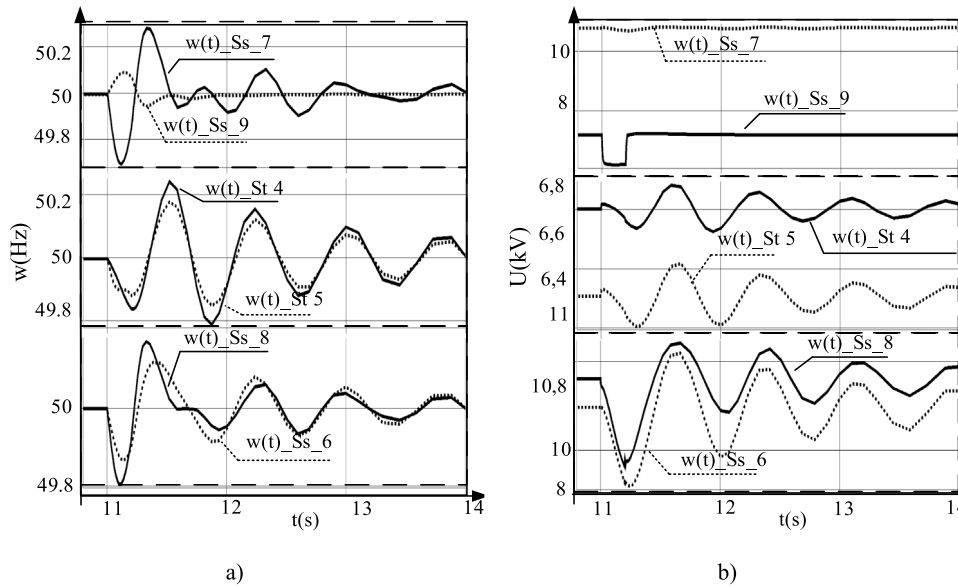 a)
w(Hz)
50.2
50
49.8
w(t)_Ss_7
w(t)_Ss_9
50.2
50
49.8
w(t)_St 4
w(t)_St 5
50
49.8
w(t)_Ss_8
w(t)_Ss_6
11
12
13
14
t(s)
a)
b)
U(kV)
10
8
w(t)_Ss_7
w(t)_Ss_9
6,8
6,6
6,4
11
w(t)_St 4
w(t)_St 5
10,8
10
8
w(t)_Ss_8
w(t)_Ss_6
11
12
13
14
t(s)
b)